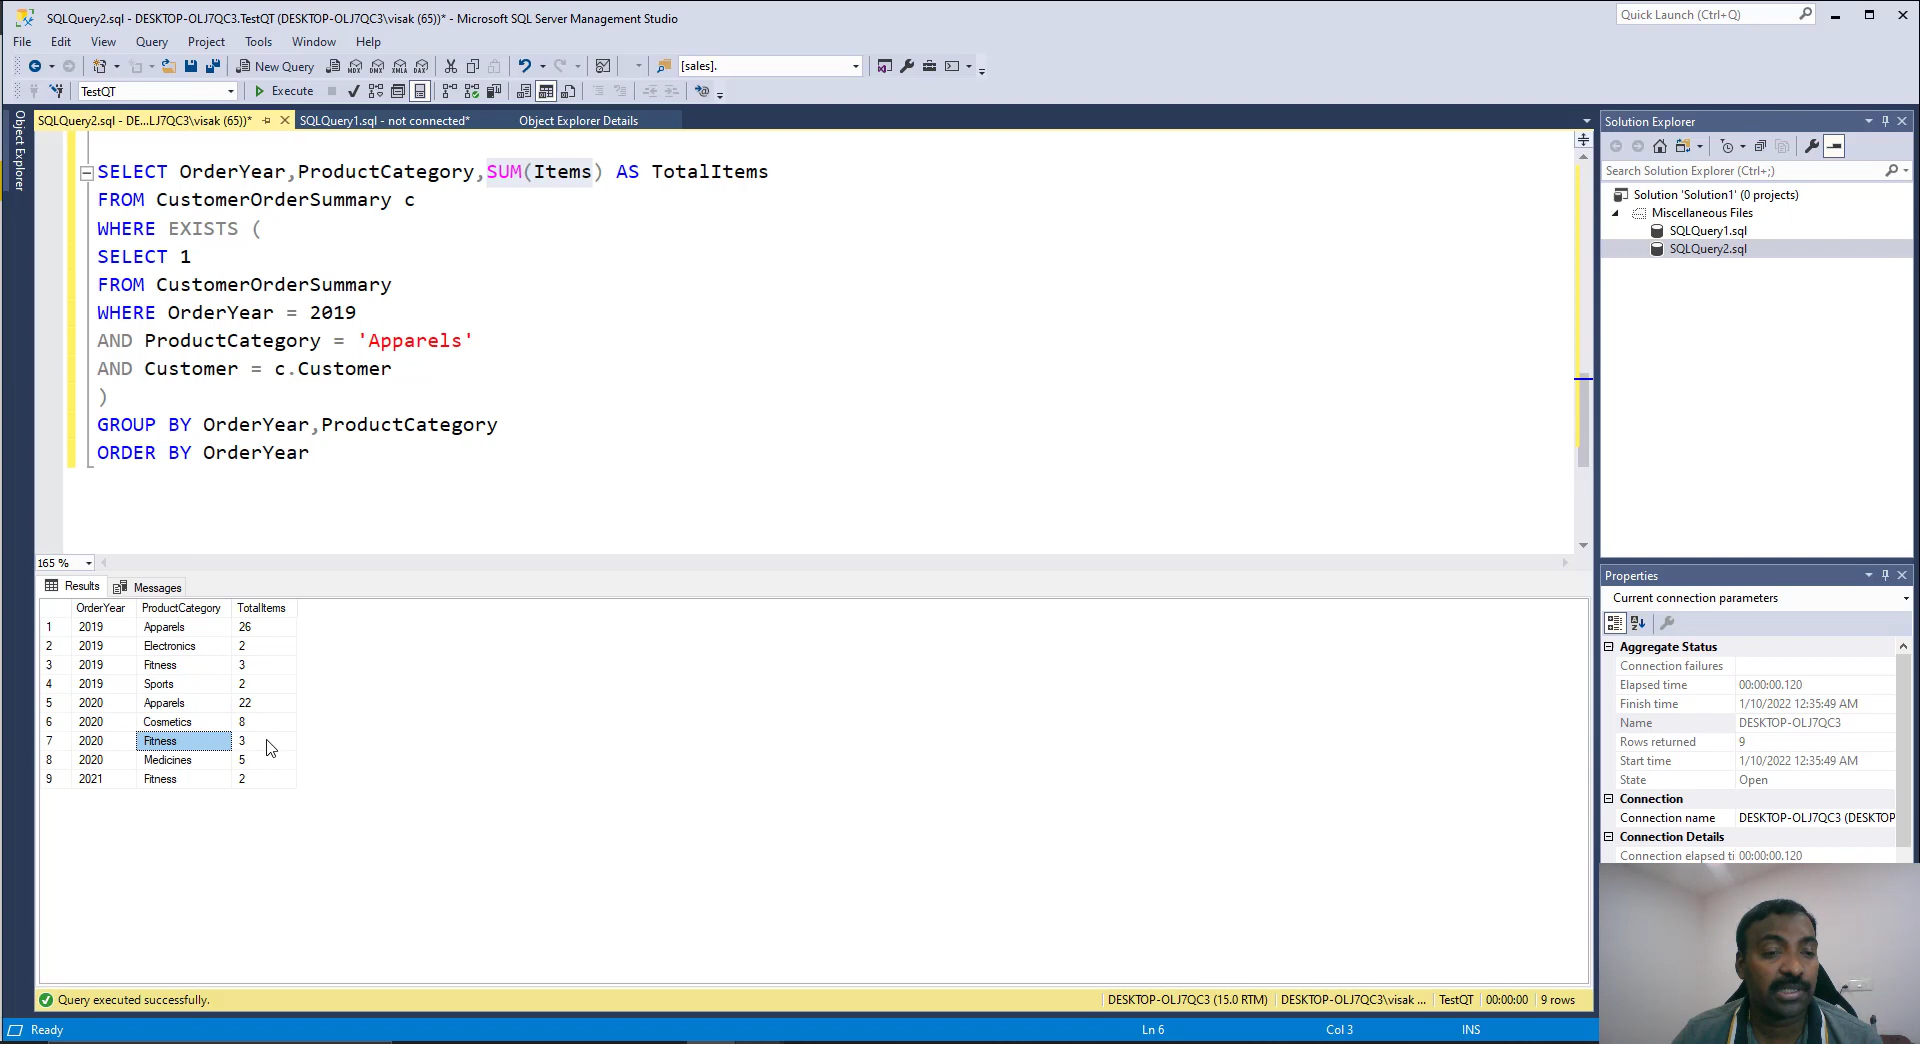 SQLQuery2.sql - DESKTOP-OLJ7QC3.TestQT (DESKTOP-OLJ7QC3\visak (65))* - Microsoft SQL Server Management Studio
Quick Launch (Ctrl+Q)
File Edit View Query Project Tools Window Help
New Query
[sales].
TestQT
Execute
SQLQuery2.sql - DE...LJ7QC3\visak (65))*
SQLQuery1.sql - not connected*
Object Explorer Details
Object Explorer
SELECT OrderYear,ProductCategory,SUM(Items) AS TotalItems
FROM CustomerOrderSummary c
WHERE EXISTS (
SELECT 1
FROM CustomerOrderSummary
WHERE OrderYear = 2019
AND ProductCategory = 'Apparels'
AND Customer = c.Customer
)
GROUP BY OrderYear,ProductCategory
ORDER BY OrderYear
165 %
Results Messages
OrderYear ProductCategory TotalItems
1 2019 Apparels 26
2 2019 Electronics 2
3 2019 Fitness 3
4 2019 Sports 2
5 2020 Apparels 22
6 2020 Cosmetics 8
7 2020 Fitness 3
8 2020 Medicines 5
9 2021 Fitness 2
Query executed successfully.
DESKTOP-OLJ7QC3 (15.0 RTM) DESKTOP-OLJ7QC3\visak ... TestQT 00:00:00 9 rows
Ready
Ln 6 Col 3 INS
Solution Explorer
Search Solution Explorer (Ctrl+;)
Solution 'Solution1' (0 projects)
Miscellaneous Files
SQLQuery1.sql
SQLQuery2.sql
Properties
Current connection parameters
Aggregate Status
Connection failures
Elapsed time 00:00:00.120
Finish time 1/10/2022 12:35:49 AM
Name DESKTOP-OLJ7QC3
Rows returned 9
Start time 1/10/2022 12:35:49 AM
State Open
Connection
Connection name DESKTOP-OLJ7QC3 (DESKTOP
Connection Details
Connection elapsed ti 00:00:00.120